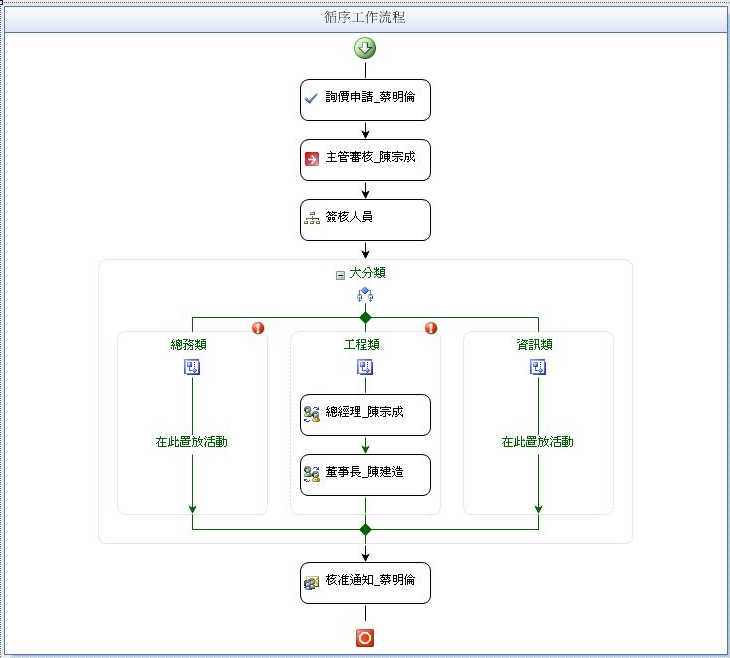 循序工作流程
詢價申請_蔡明倫
主管審核_陳宗成
簽核人員
大分類
總務類
工程類
資訊類
總經理_陳宗成
在此置放活動
在此置放活動
董事長_陳建造
核准通知_蔡明倫